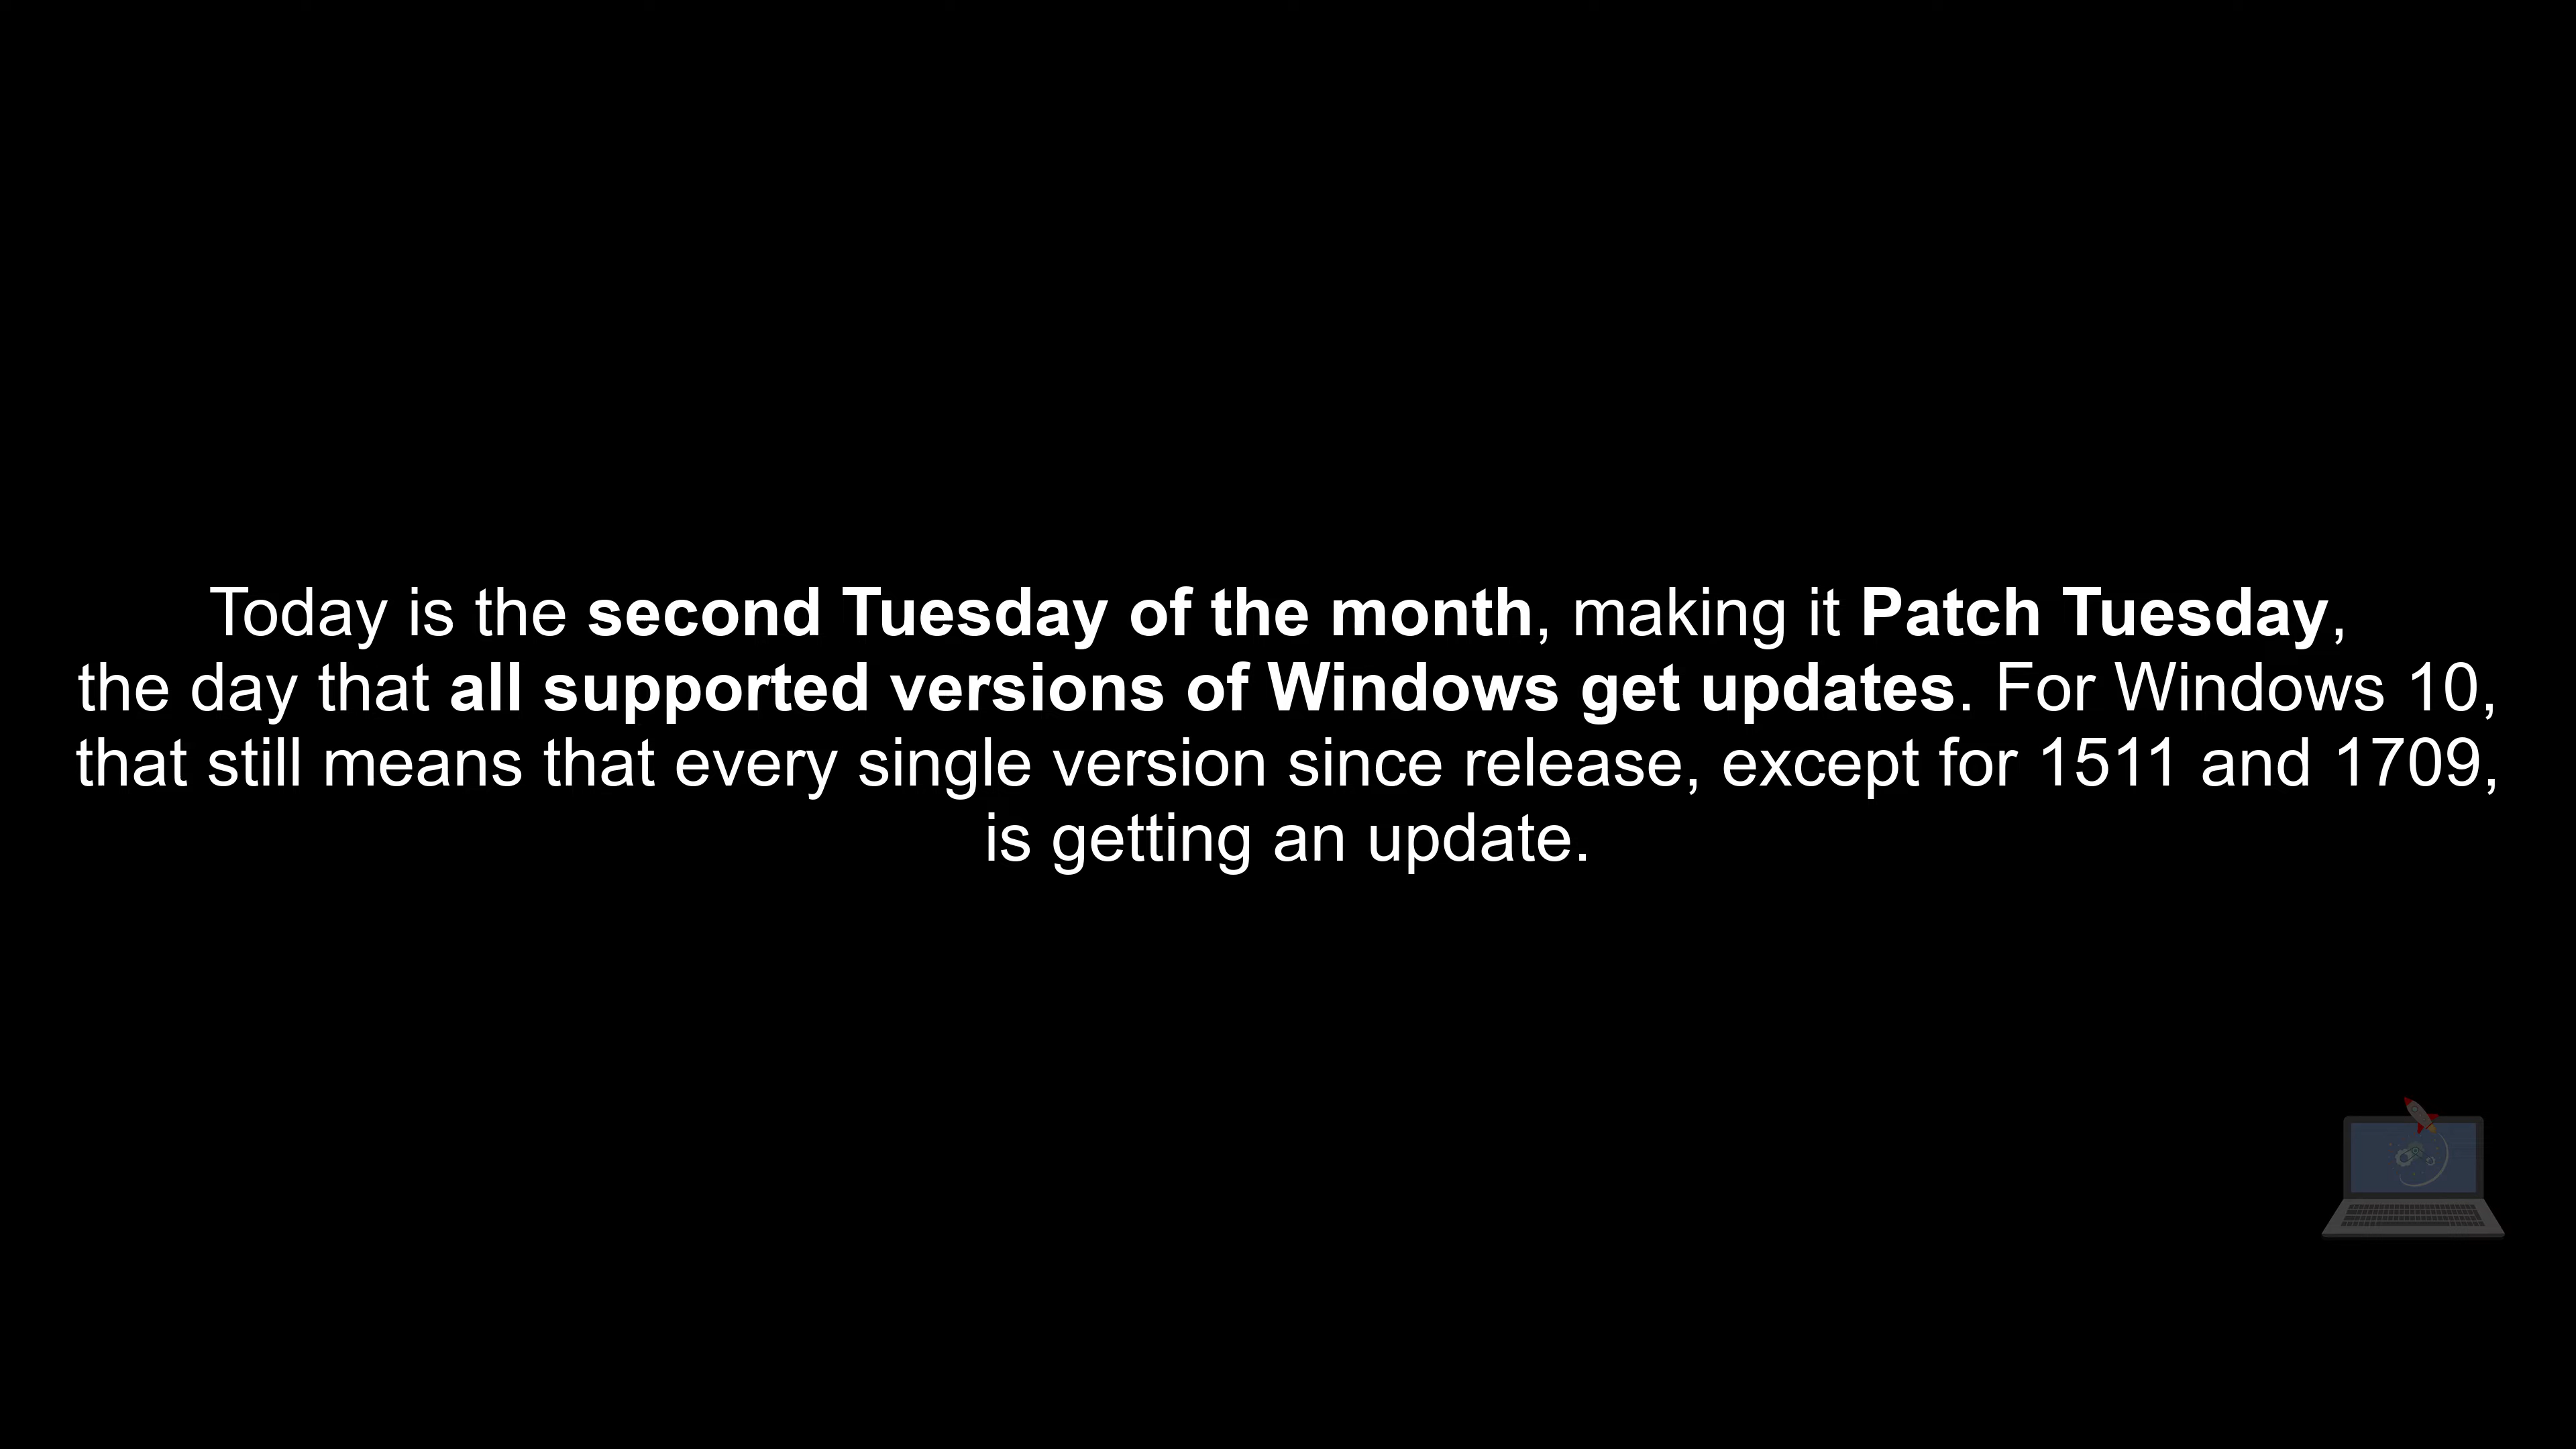 Today is the second Tuesday of the month, making it Patch Tuesday,
the day that all supported versions of Windows get updates. For Windows 10,
that still means that every single version since release, except for 1511 and 1709,
is getting an update.